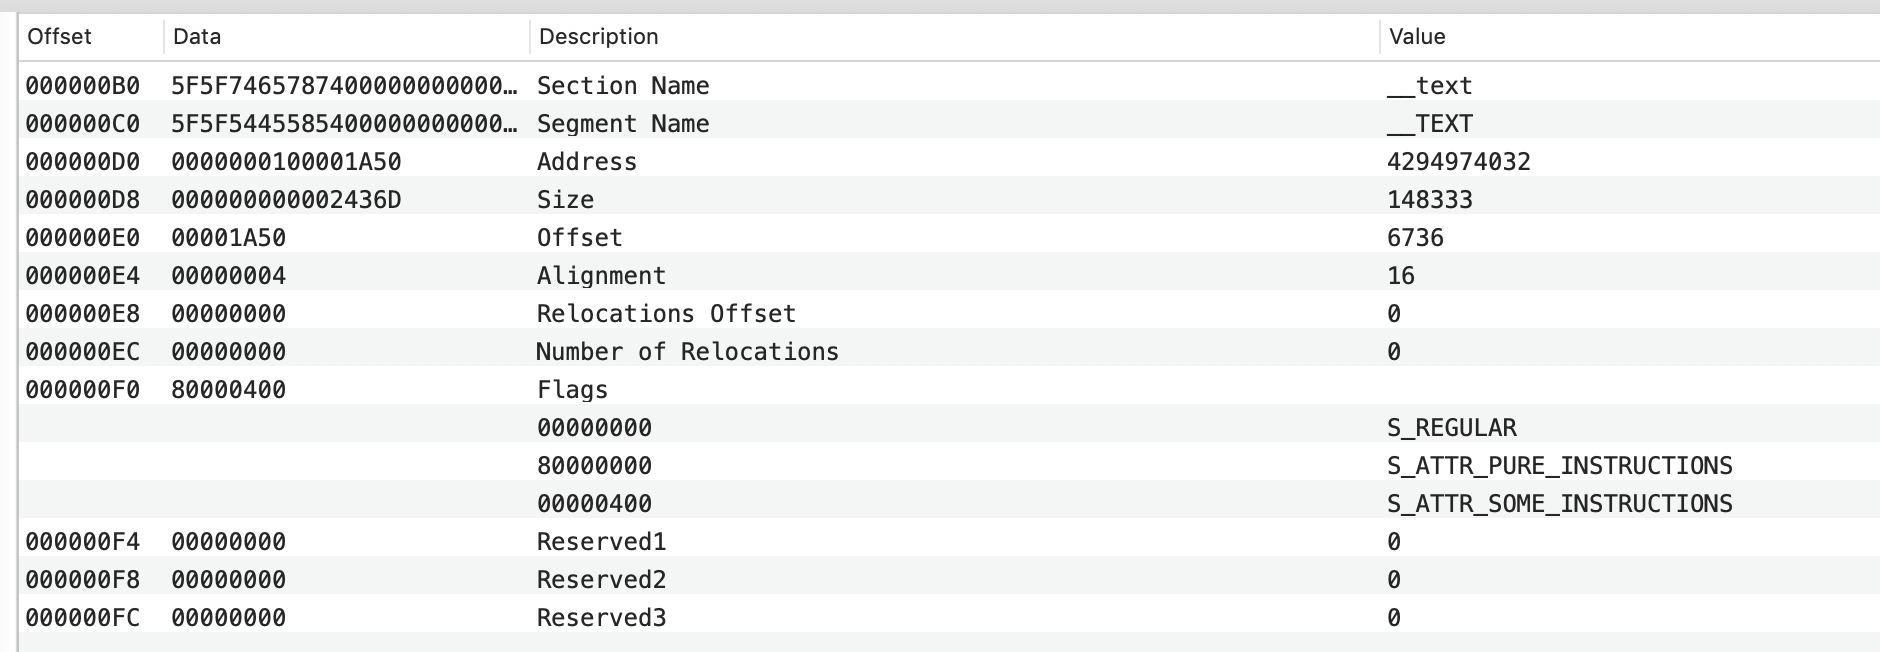 Offset Data Description Value
000000B0 5F5F7465787400000000000… Section Name __text
000000C0 5F5F5445585400000000000… Segment Name __TEXT
000000D0 0000000100001A50 Address 4294974032
000000D8 000000000002436D Size 148333
000000E0 00001A50 Offset 6736
000000E4 00000004 Alignment 16
000000E8 00000000 Relocations Offset 0
000000EC 00000000 Number of Relocations 0
000000F0 80000400 Flags
00000000 S_REGULAR
80000000 S_ATTR_PURE_INSTRUCTIONS
00000400 S_ATTR_SOME_INSTRUCTIONS
000000F4 00000000 Reserved1 0
000000F8 00000000 Reserved2 0
000000FC 00000000 Reserved3 0